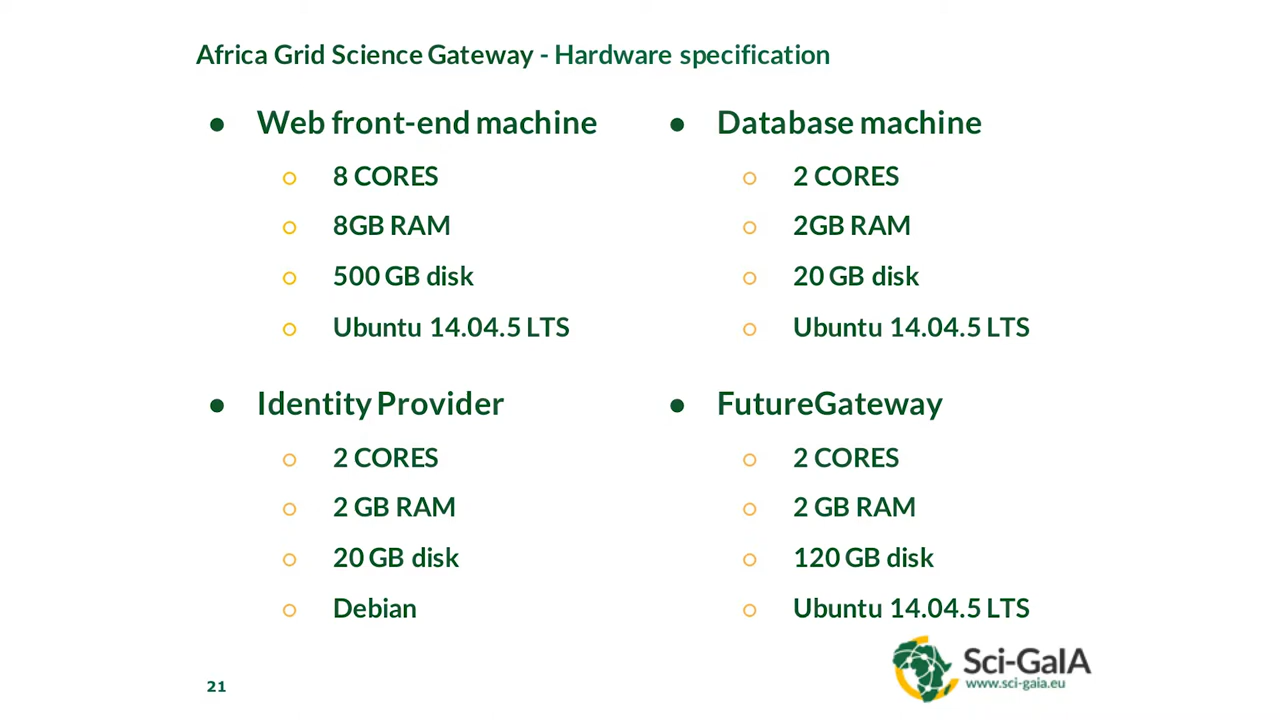 Africa Grid Science Gateway - Hardware specification
● Web front-end machine
○ 8 CORES
○ 8GB RAM
○ 500 GB disk
○ Ubuntu 14.04.5 LTS
● Identity Provider
○ 2 CORES
○ 2 GB RAM
○ 20 GB disk
○ Debian
● Database machine
○ 2 CORES
○ 2GB RAM
○ 20 GB disk
○ Ubuntu 14.04.5 LTS
● FutureGateway
○ 2 CORES
○ 2 GB RAM
○ 120 GB disk
○ Ubuntu 14.04.5 LTS
21
Sci-GaIA
www.sci-gaia.eu